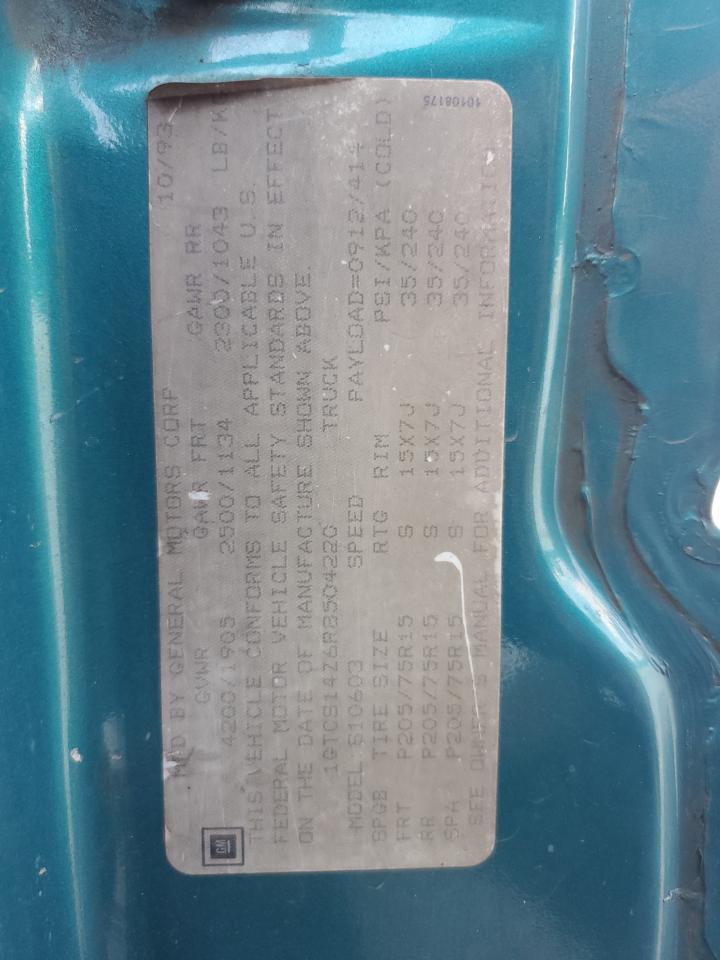 MFD BY GENERAL MOTORS CORP 10/93
GVWR GAWR FRT GAWR RR
4200/1905 2500/1134 2300/1043 LB/K
THIS VEHICLE CONFORMS TO ALL APPLICABLE U.S.
FEDERAL MOTOR VEHICLE SAFETY STANDARDS IN EFFECT
ON THE DATE OF MANUFACTURE SHOWN ABOVE.
TRUCK
MODEL S10603 SPEED PAYLOAD=0912/414
SPGB TIRE SIZE RTG RIM PSI/KPA (COLD)
FRT P205/75R15 S 15X7J 35/240
RR P205/75R15 S 15X7J 35/240
SPA P205/75R15 S 15X7J 35/240
SEE OWNER'S MANUAL FOR ADDITIONAL INFORMATION
GM
10108175